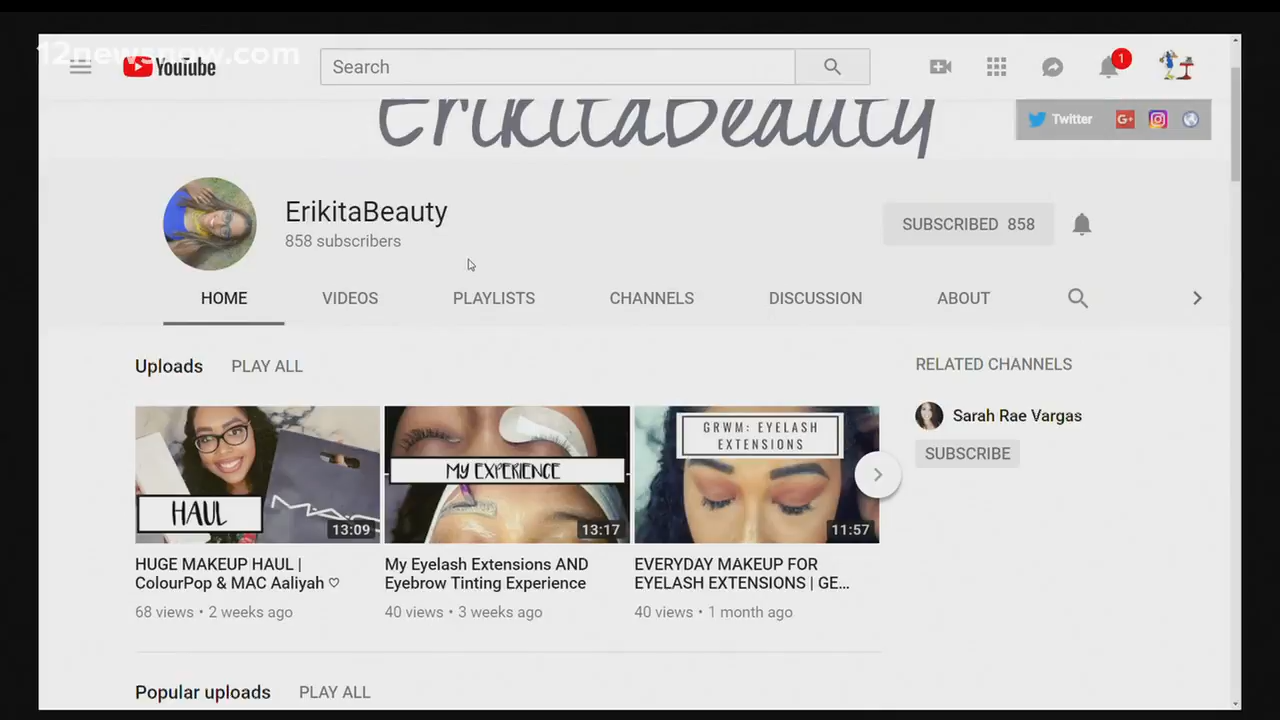 12newsnow.com
YouTube
Search
1
ErikitaBeauty
Twitter
G+
ErikitaBeauty
858 subscribers
SUBSCRIBED 858
HOME
VIDEOS
PLAYLISTS
CHANNELS
DISCUSSION
ABOUT
Uploads
PLAY ALL
RELATED CHANNELS
Sarah Rae Vargas
SUBSCRIBE
HAUL
MAC
13:09
MY EXPERIENCE
13:17
GRWM: EYELASH
EXTENSIONS
11:57
HUGE MAKEUP HAUL |
ColourPop & MAC Aaliyah ♡
68 views • 2 weeks ago
My Eyelash Extensions AND
Eyebrow Tinting Experience
40 views • 3 weeks ago
EVERYDAY MAKEUP FOR
EYELASH EXTENSIONS | GE...
40 views • 1 month ago
Popular uploads
PLAY ALL